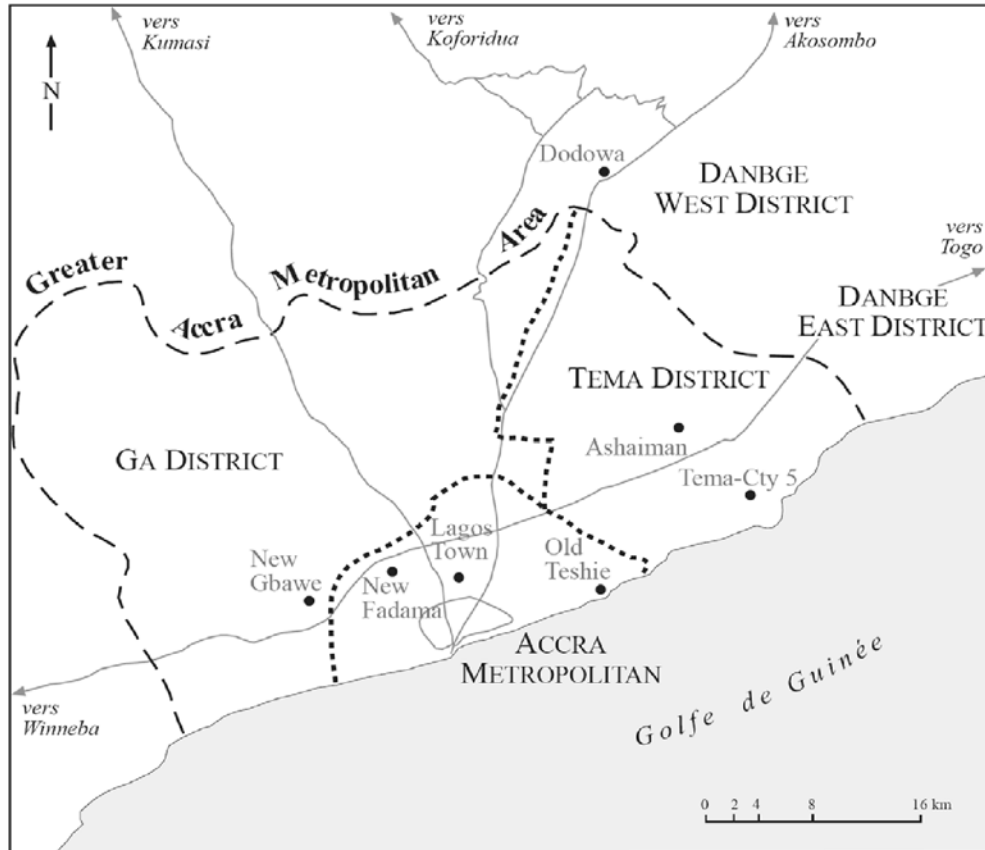 vers
Kumasi
vers
Koforidua
vers
Akosombo
N
Dodowa
DANBGE
WEST DISTRICT
vers
Togo
Greater
Accra
Metropolitan
Area
DANBGE
EAST DISTRICT
TEMA DISTRICT
GA DISTRICT
Ashaiman
Tema-Cty 5
Lagos
Town
Old
Teshie
New
Gbawe
New
Fadama
ACCRA
METROPOLITAN
vers
Winneba
Golfe de Guinée
0 2 4 8 16 km